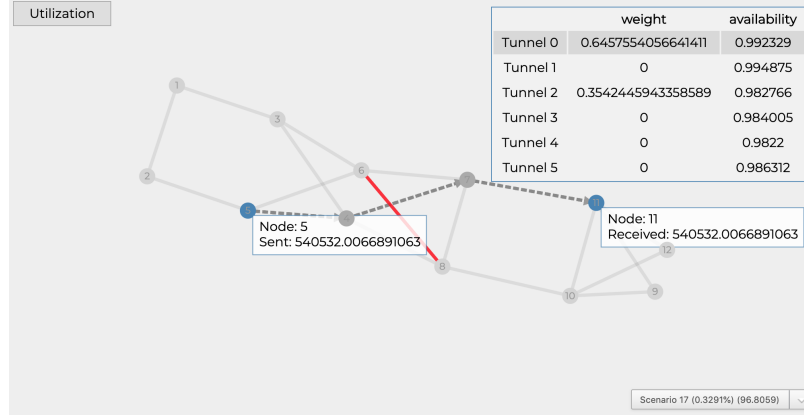 Utilization
weight availability
Tunnel 0 0.6457554056641411 0.992329
Tunnel 1 0 0.994875
Tunnel 2 0.3542445943358589 0.982766
Tunnel 3 0 0.984005
Tunnel 4 0 0.9822
Tunnel 5 0 0.986312
1
3
6
2
7
5
4
11
Node: 5
Sent: 540532.0066891063
Node: 11
Received: 540532.0066891063
12
8
10
9
Scenario 17 (0.3291%) (96.8059)